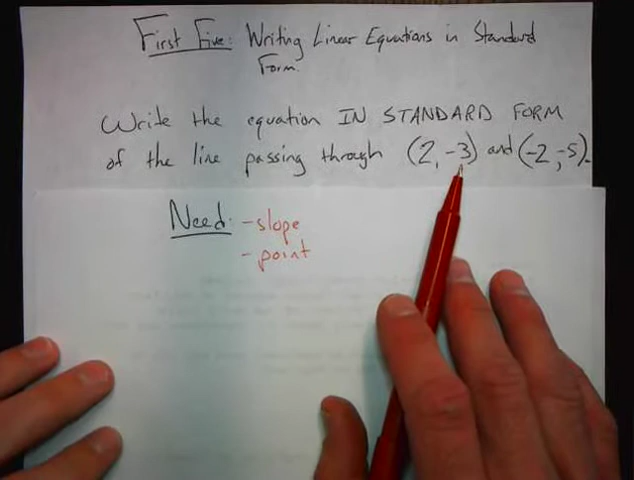 First Five: Writing Linear Equations in Standard
Form.
Write the equation IN STANDARD FORM
of the line passing through (2, -3) and (-2, -5).
Need: - slope
- point